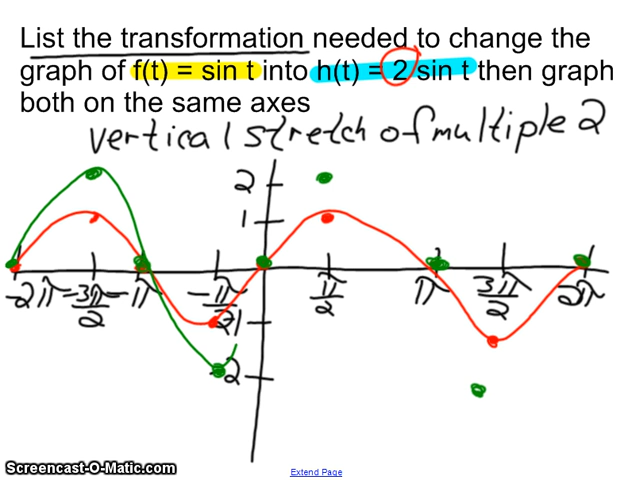 List the transformation needed to change the
graph of f(t) = sin t into h(t) = 2 sin t then graph
both on the same axes
vertical stretch of multiple 2
2
1
-2π -3π/2 -π -π/2 π/2 π 3π/2 2π
-1
-2
Screencast-O-Matic.com
Extend Page